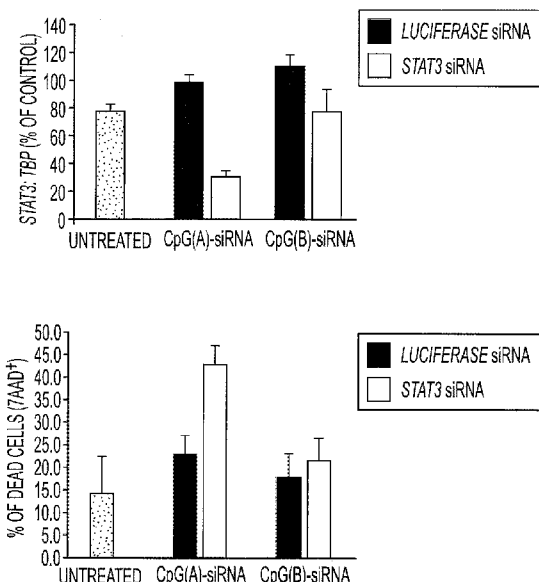 140
120
100
80
60
40
20
0
STAT3: TBP (% OF CONTROL)
UNTREATED CpG(A)-siRNA CpG(B)-siRNA
LUCIFERASE siRNA
STAT3 siRNA
50.0
45.0
40.0
35.0
30.0
25.0
20.0
15.0
10.0
5.0
0.0
% OF DEAD CELLS (7AAD+)
UNTREATED CpG(A)-siRNA CpG(B)-siRNA
LUCIFERASE siRNA
STAT3 siRNA